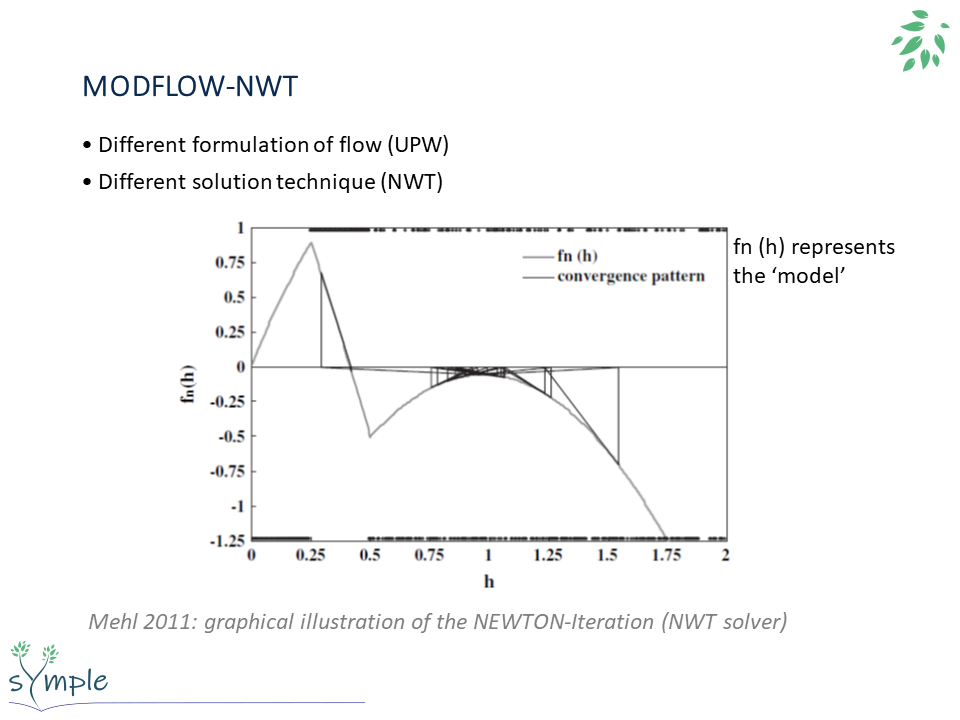 MODFLOW-NWT
• Different formulation of flow (UPW)
• Different solution technique (NWT)
fn (h) represents
the ‘model’
fn (h)
convergence pattern
1
0.75
0.5
0.25
0
-0.25
-0.5
-0.75
-1
-1.25
fn(h)
0 0.25 0.5 0.75 1 1.25 1.5 1.75 2
h
Mehl 2011: graphical illustration of the NEWTON-Iteration (NWT solver)
sYmple